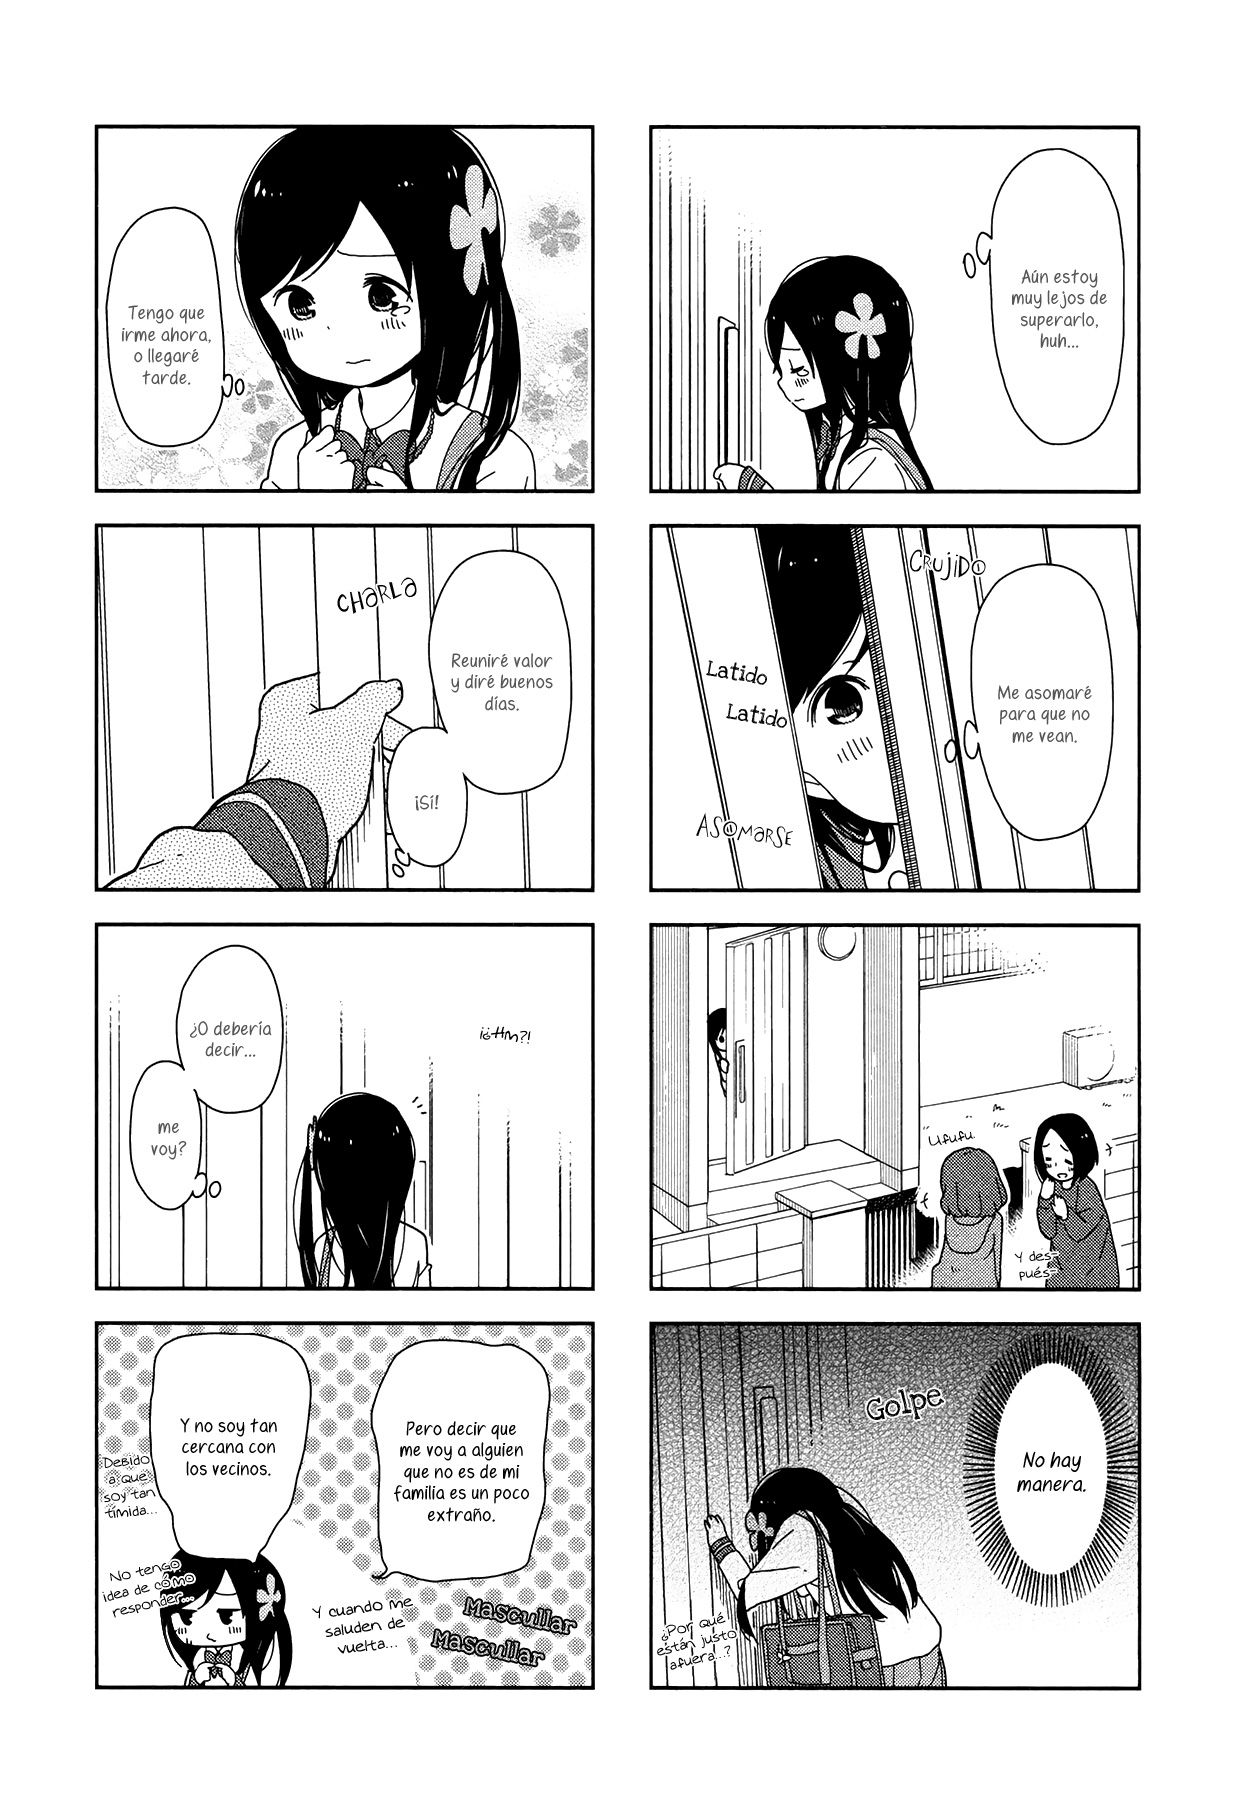 Aún estoy
muy lejos de
superarlo,
huh...
CRUJIDO
Me asomaré
para que no
me vean.
Latido
Latido
ASOMARSE
Ufufu.
Y des-
pués-
No hay
manera.
Golpe
¿Por qué
están justo
afuera...?
Tengo que
irme ahora,
o llegaré
tarde.
CHARLA
Reuniré valor
y diré buenos
días.
¡Sí!
¡¿Hm?!
¿O debería
decir...
me
voy?
Pero decir que
me voy a alguien
que no es de mi
familia es un poco
extraño.
Mascullar
Mascullar
Y cuando me
saluden de
vuelta...
Y no soy tan
cercana con
los vecinos.
Debido
a que
soy tan
tímida...
No tengo
idea de cómo
responder...